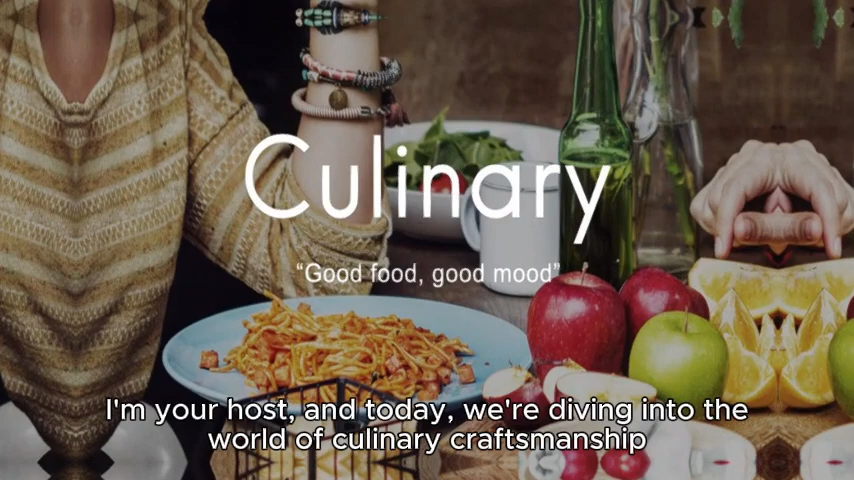 Culinary
“Good food, good mood”
I'm your host, and today, we're diving into the
world of culinary craftsmanship